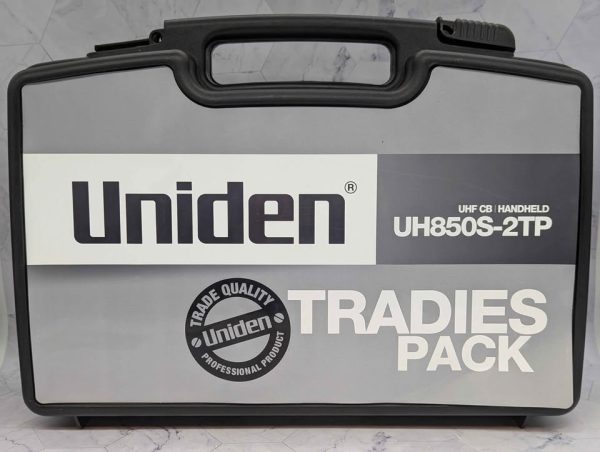 Uniden®
UHF CB | HANDHELD
UH850S-2TP
TRADE QUALITY
Uniden
PROFESSIONAL PRODUCT
TRADIES
PACK